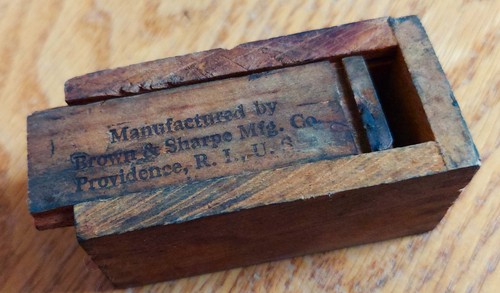 Manufactured by
Brown & Sharpe Mfg. Co
Providence, R. I., U. S